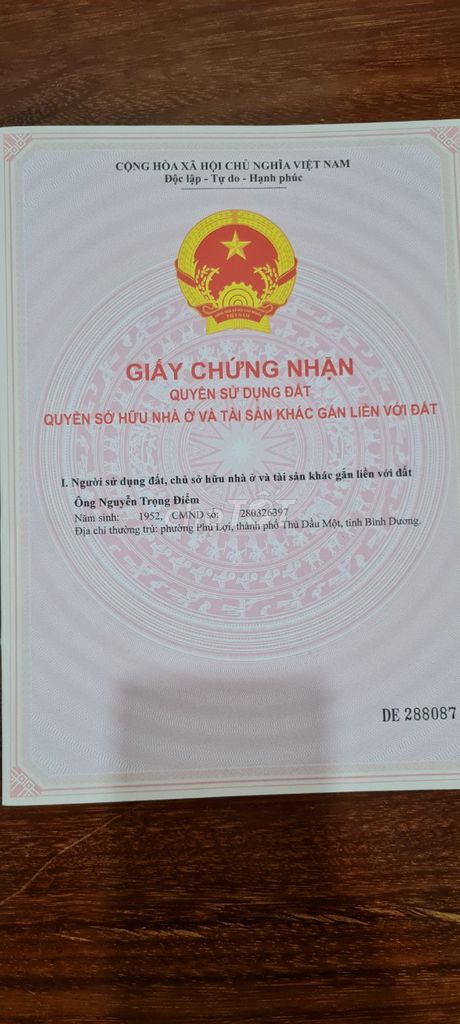 CỘNG HÒA XÃ HỘI CHỦ NGHĨA VIỆT NAM
Độc lập - Tự do - Hạnh phúc
VIỆT NAM
GIẤY CHỨNG NHẬN
QUYỀN SỬ DỤNG ĐẤT
QUYỀN SỞ HỮU NHÀ Ở VÀ TÀI SẢN KHÁC GẮN LIỀN VỚI ĐẤT
I. Người sử dụng đất, chủ sở hữu nhà ở và tài sản khác gắn liền với đất
Ông Nguyễn Trọng Điểm
Năm sinh: 1952, CMND số: 280326397
Địa chỉ thường trú: phường Phú Lợi, thành phố Thủ Dầu Một, tỉnh Bình Dương.
DE 288087